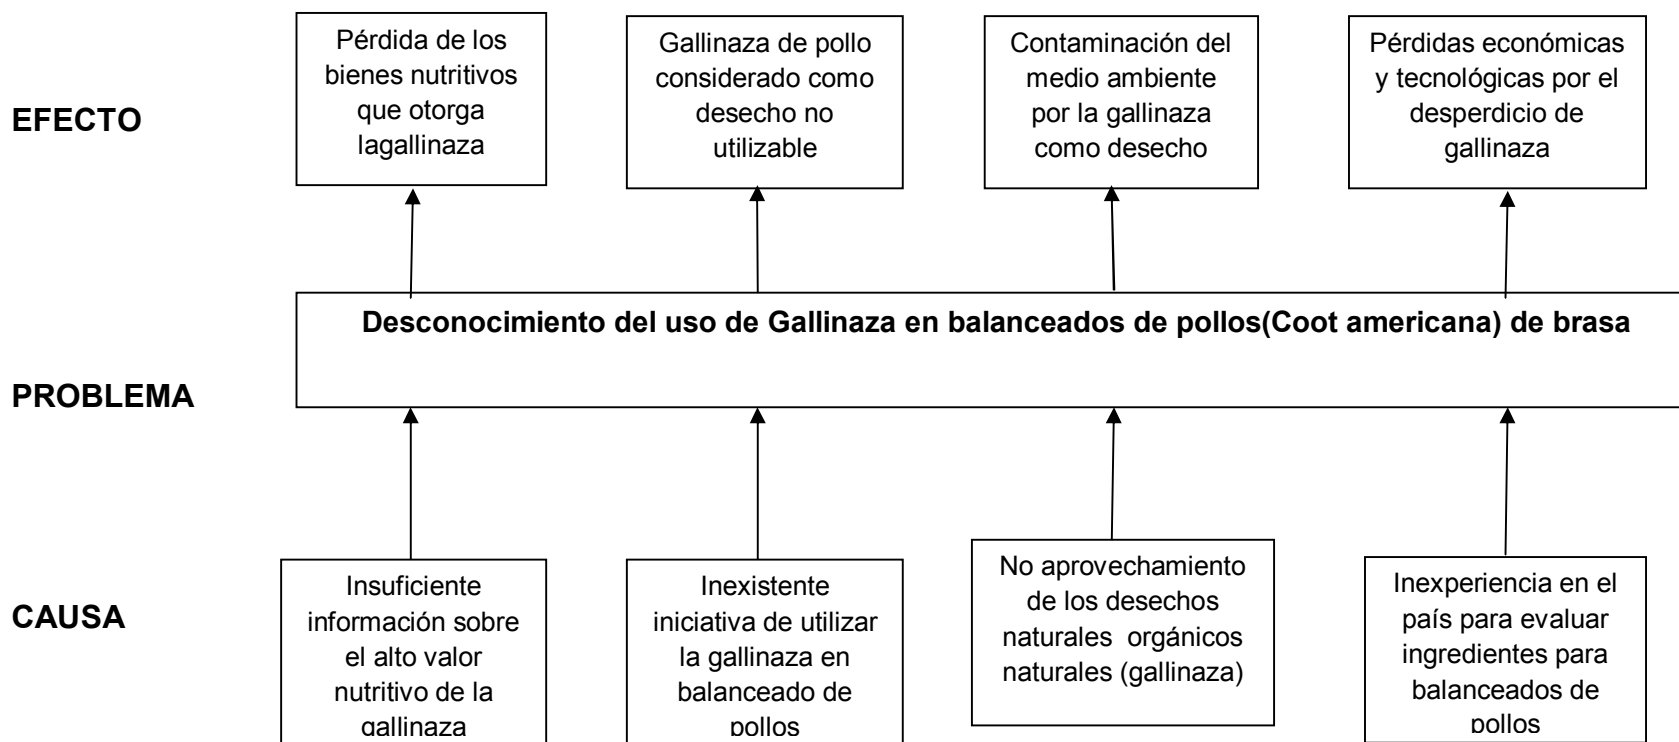 Pérdida de los
bienes nutritivos
que otorga
lagallinaza
Gallinaza de pollo
considerado como
desecho no
utilizable
Contaminación del
medio ambiente
por la gallinaza
como desecho
Pérdidas económicas
y tecnológicas por el
desperdicio de
gallinaza
EFECTO
Desconocimiento del uso de Gallinaza en balanceados de pollos(Coot americana) de brasa
PROBLEMA
Insuficiente
información sobre
el alto valor
nutritivo de la
gallinaza
Inexistente
iniciativa de utilizar
la gallinaza en
balanceado de
pollos
No aprovechamiento
de los desechos
naturales  orgánicos
naturales (gallinaza)
Inexperiencia en el
país para evaluar
ingredientes para
balanceados de
pollos
CAUSA